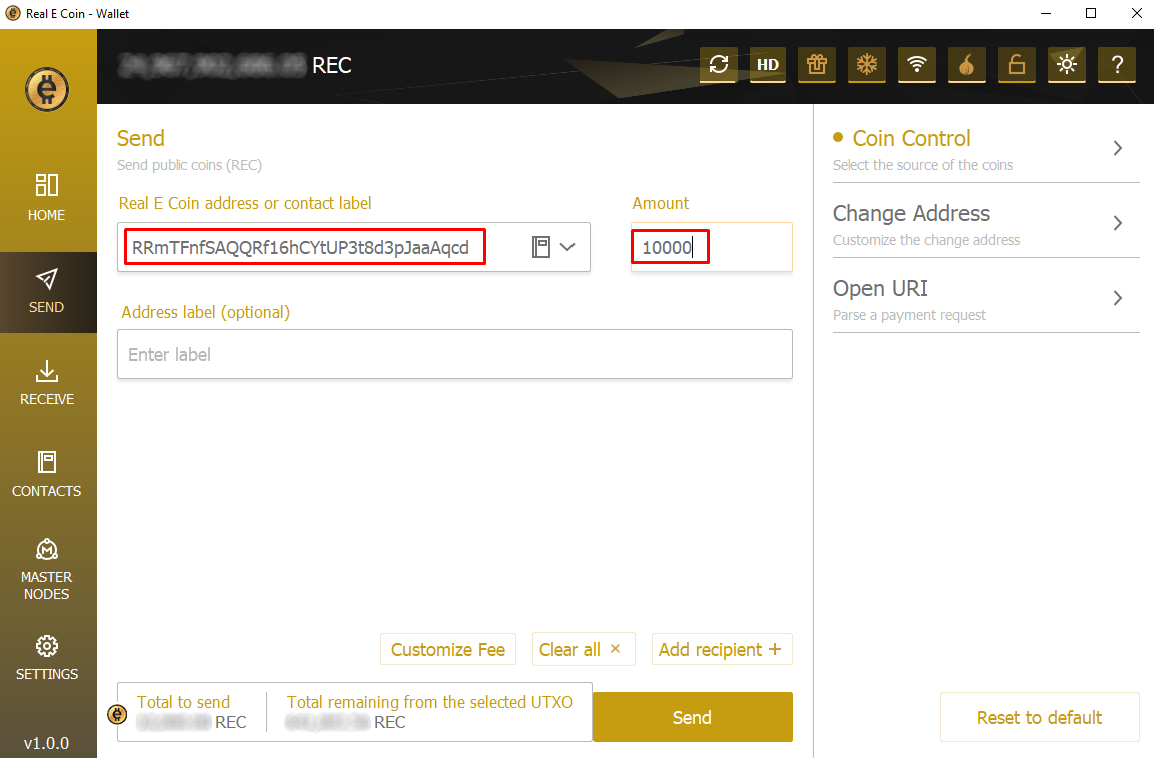 Real E Coin - Wallet
REC
HD
?
HOME
SEND
RECEIVE
CONTACTS
MASTER
NODES
SETTINGS
v1.0.0
Send
Send public coins (REC)
Real E Coin address or contact label
Amount
RRmTFnfSAQQRf16hCYtUP3t8d3pJaaAqcd
10000
Address label (optional)
Enter label
Customize Fee
Clear all ×
Add recipient +
Total to send
REC
Total remaining from the selected UTXO
REC
Send
Coin Control
Select the source of the coins
Change Address
Customize the change address
Open URI
Parse a payment request
Reset to default